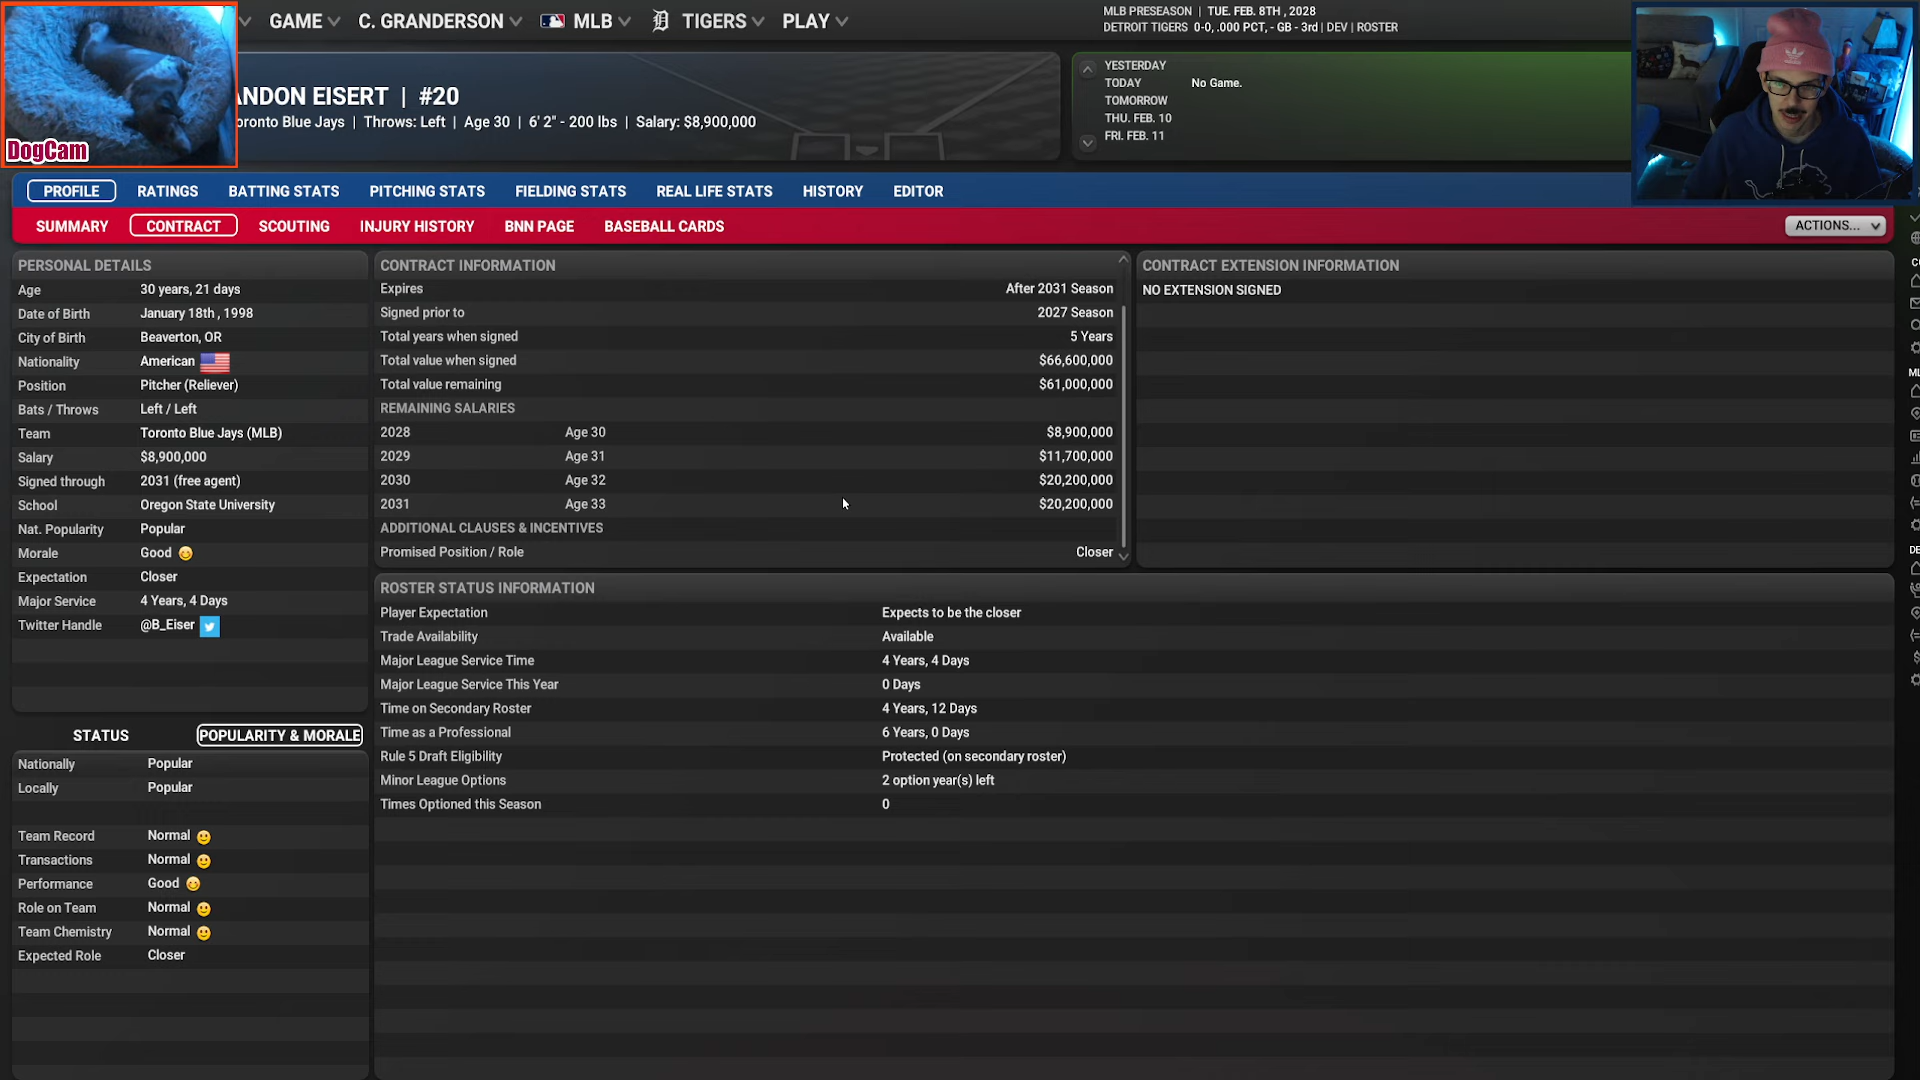 GAME
C. GRANDERSON
MLB
TIGERS
PLAY
MLB PRESEASON | TUE. FEB. 8TH , 2028
DETROIT TIGERS 0-0, .000 PCT, - GB - 3rd | DEV | ROSTER
DogCam
ANDON EISERT | #20
oronto Blue Jays | Throws: Left | Age 30 | 6' 2" - 200 lbs | Salary: $8,900,000
YESTERDAY
TODAY No Game.
TOMORROW
THU. FEB. 10
FRI. FEB. 11
PROFILE RATINGS BATTING STATS PITCHING STATS FIELDING STATS REAL LIFE STATS HISTORY EDITOR
SUMMARY CONTRACT SCOUTING INJURY HISTORY BNN PAGE BASEBALL CARDS
ACTIONS...
PERSONAL DETAILS
Age 30 years, 21 days
Date of Birth January 18th , 1998
City of Birth Beaverton, OR
Nationality American
Position Pitcher (Reliever)
Bats / Throws Left / Left
Team Toronto Blue Jays (MLB)
Salary $8,900,000
Signed through 2031 (free agent)
School Oregon State University
Nat. Popularity Popular
Morale Good
Expectation Closer
Major Service 4 Years, 4 Days
Twitter Handle @B_Eiser
STATUS POPULARITY & MORALE
Nationally Popular
Locally Popular
Team Record Normal
Transactions Normal
Performance Good
Role on Team Normal
Team Chemistry Normal
Expected Role Closer
CONTRACT INFORMATION
Expires After 2031 Season
Signed prior to 2027 Season
Total years when signed 5 Years
Total value when signed $66,600,000
Total value remaining $61,000,000
REMAINING SALARIES
2028 Age 30 $8,900,000
2029 Age 31 $11,700,000
2030 Age 32 $20,200,000
2031 Age 33 $20,200,000
ADDITIONAL CLAUSES & INCENTIVES
Promised Position / Role Closer
CONTRACT EXTENSION INFORMATION
NO EXTENSION SIGNED
ROSTER STATUS INFORMATION
Player Expectation Expects to be the closer
Trade Availability Available
Major League Service Time 4 Years, 4 Days
Major League Service This Year 0 Days
Time on Secondary Roster 4 Years, 12 Days
Time as a Professional 6 Years, 0 Days
Rule 5 Draft Eligibility Protected (on secondary roster)
Minor League Options 2 option year(s) left
Times Optioned this Season 0